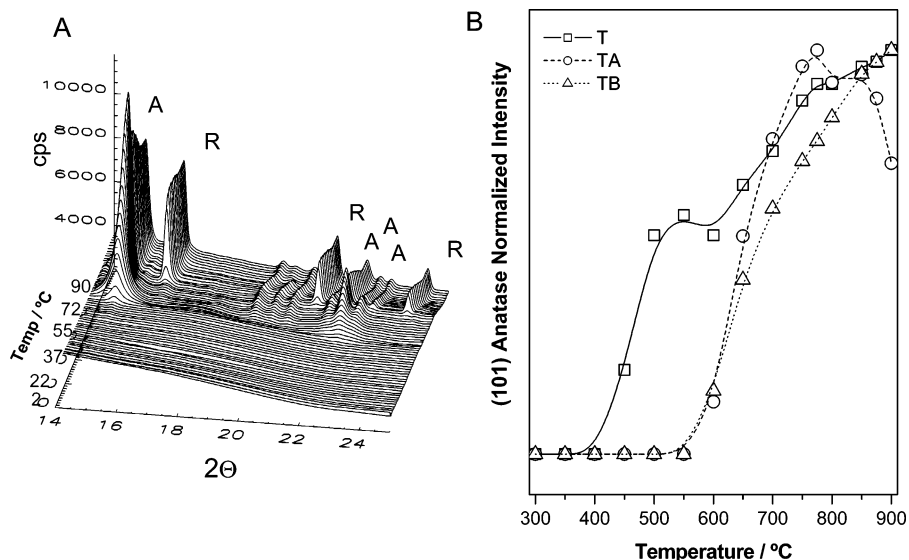 A
10000
8000
6000
4000
cps
A
R
R
A
A
A
R
90
72
55
37
22
Temp / ºC
14
16
18
20
22
24
2Θ
B
T
TA
TB
(101) Anatase Normalized Intensity
300 400 500 600 700 800 900
Temperature / ºC